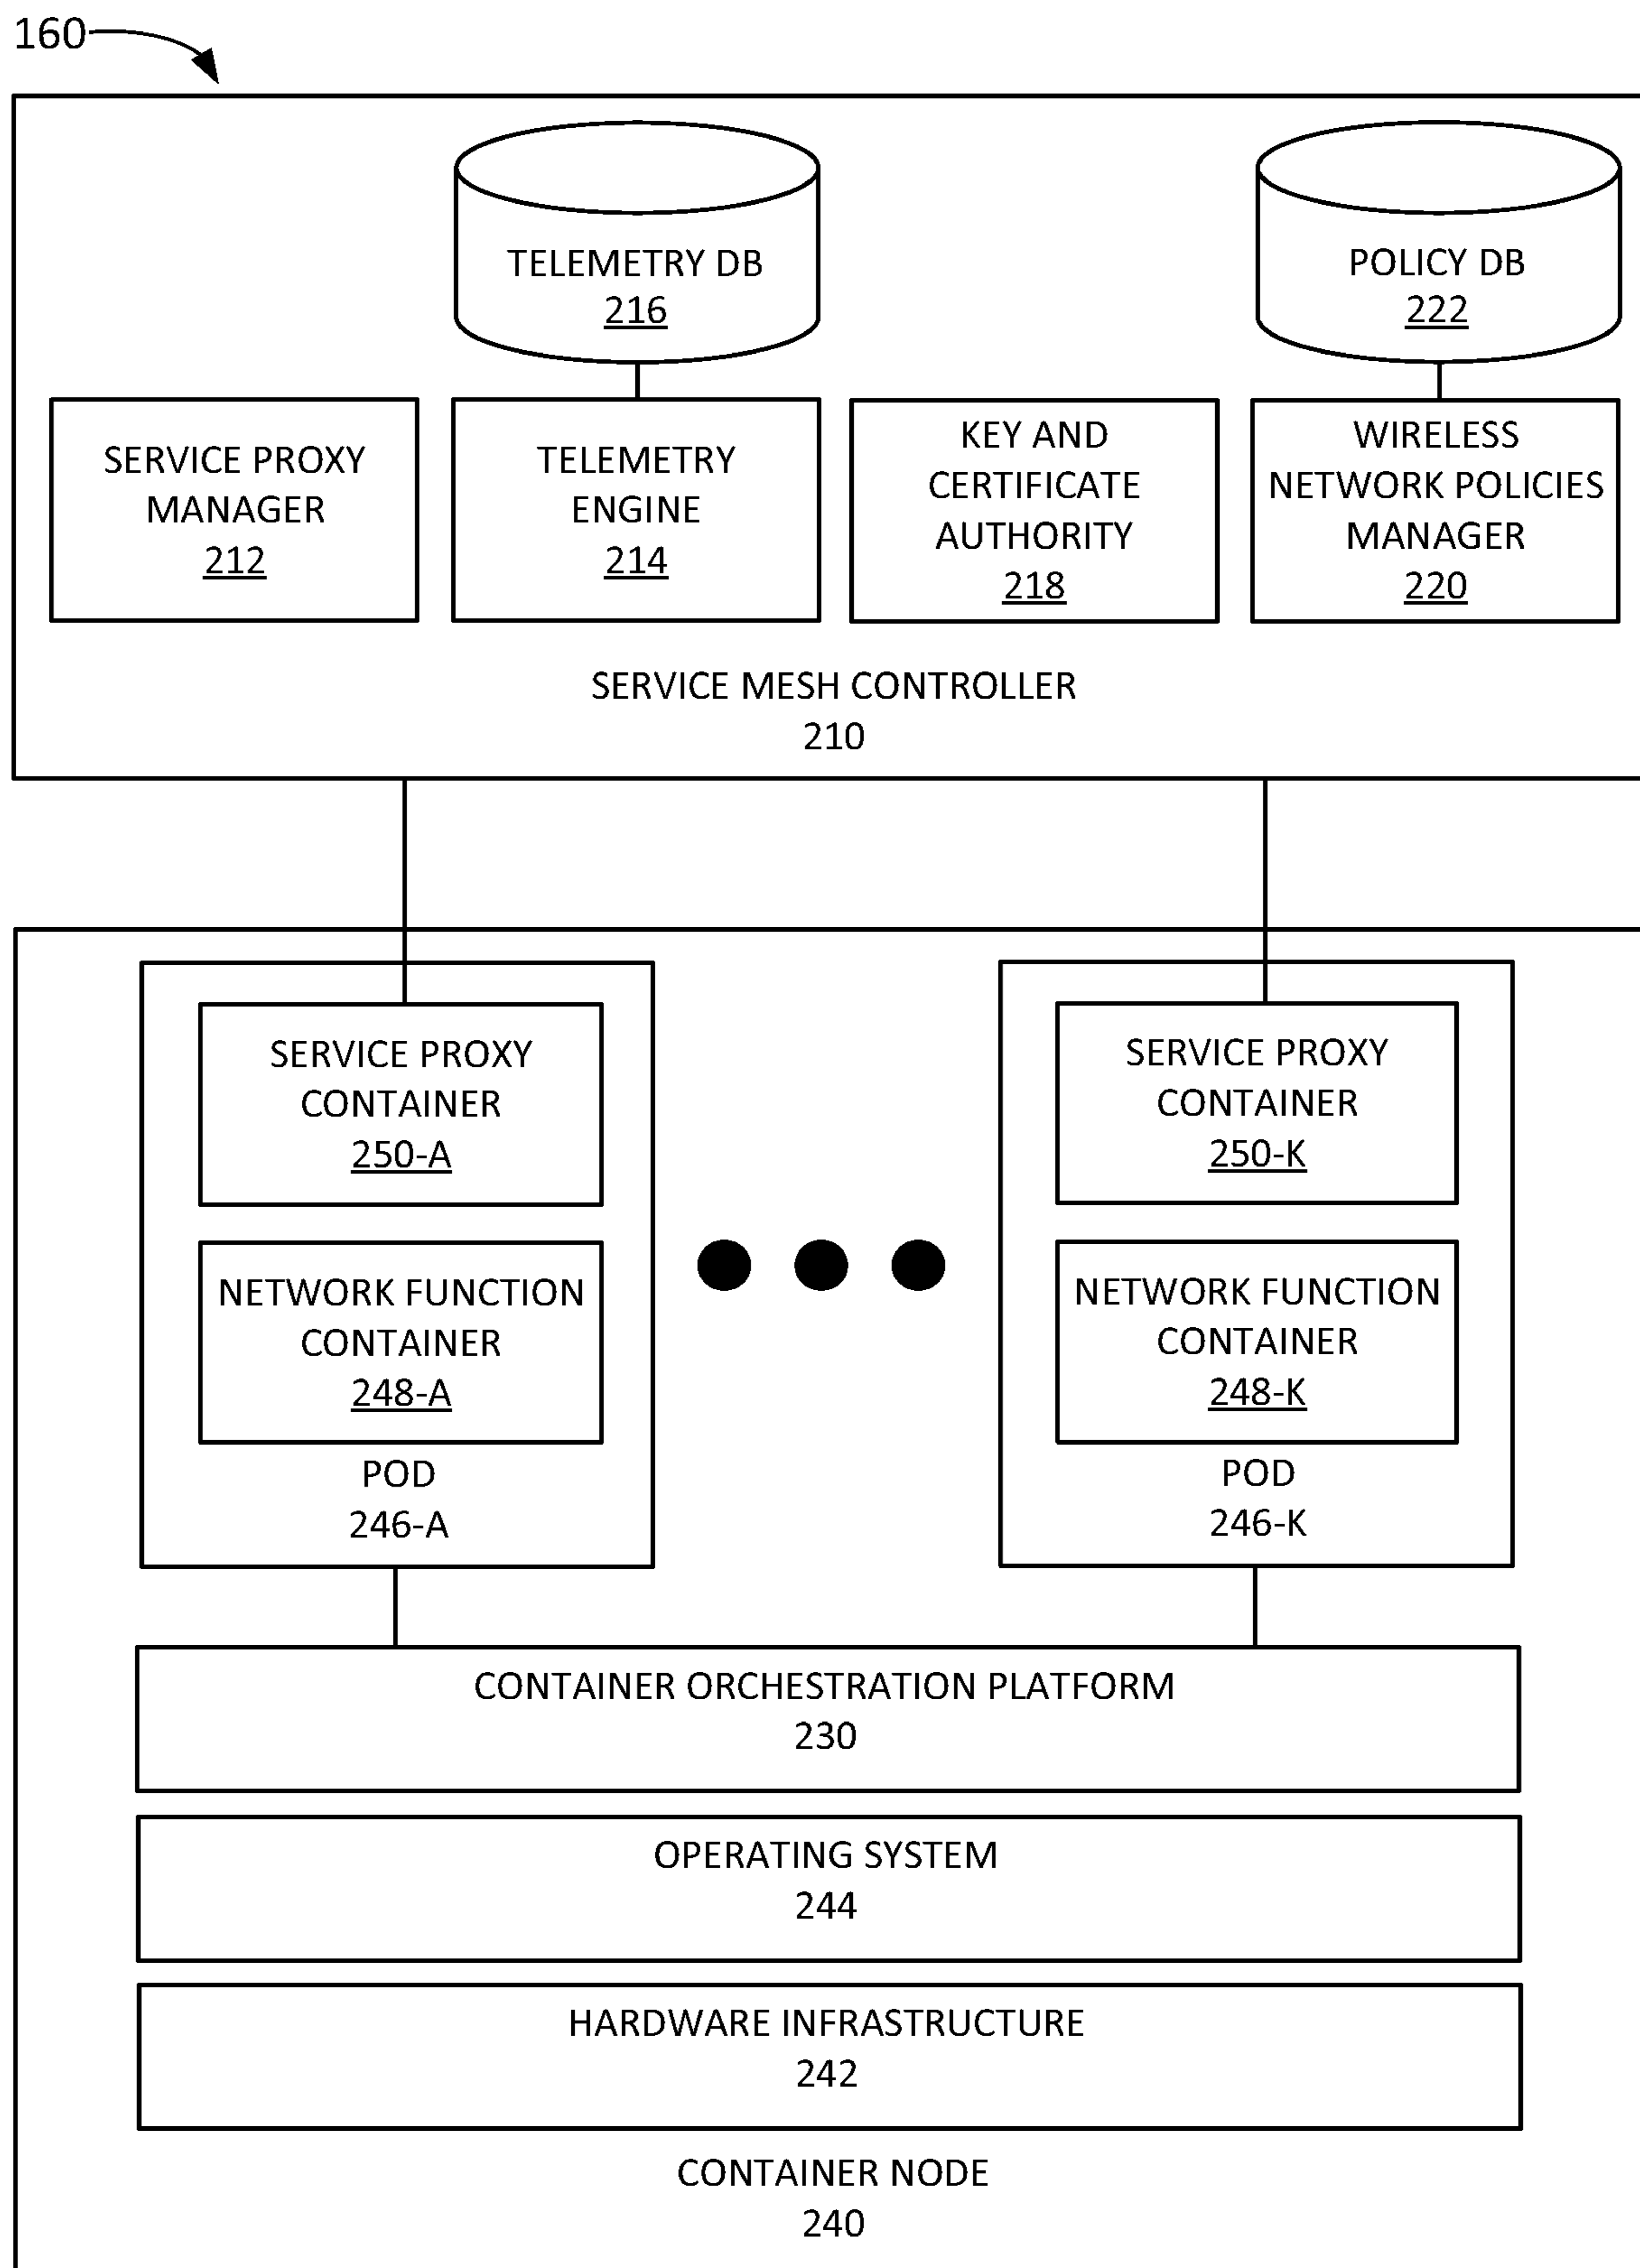 160
TELEMETRY DB
216
POLICY DB
222
SERVICE PROXY
MANAGER
212
TELEMETRY
ENGINE
214
KEY AND
CERTIFICATE
AUTHORITY
218
WIRELESS
NETWORK POLICIES
MANAGER
220
SERVICE MESH CONTROLLER
210
SERVICE PROXY
CONTAINER
250-A
NETWORK FUNCTION
CONTAINER
248-A
POD
246-A
SERVICE PROXY
CONTAINER
250-K
NETWORK FUNCTION
CONTAINER
248-K
POD
246-K
CONTAINER ORCHESTRATION PLATFORM
230
OPERATING SYSTEM
244
HARDWARE INFRASTRUCTURE
242
CONTAINER NODE
240